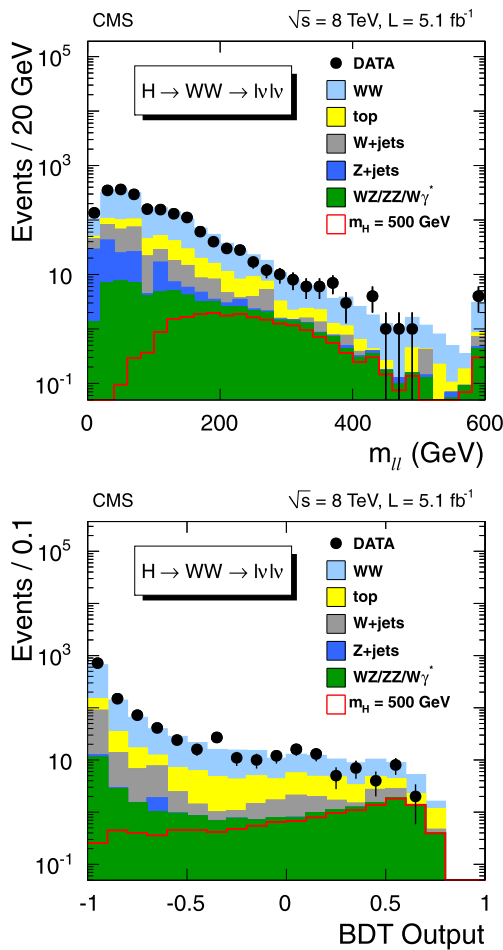 CMS √s = 8 TeV, L = 5.1 fb⁻¹
Events / 20 GeV
10⁵
10³
10
10⁻¹
H → WW → lνlν
DATA
WW
top
W+jets
Z+jets
WZ/ZZ/Wγ*
m_H = 500 GeV
0 200 400 600
m_ll (GeV)
CMS √s = 8 TeV, L = 5.1 fb⁻¹
Events / 0.1
10⁵
10³
10
10⁻¹
H → WW → lνlν
DATA
WW
top
W+jets
Z+jets
WZ/ZZ/Wγ*
m_H = 500 GeV
-1 -0.5 0 0.5 1
BDT Output